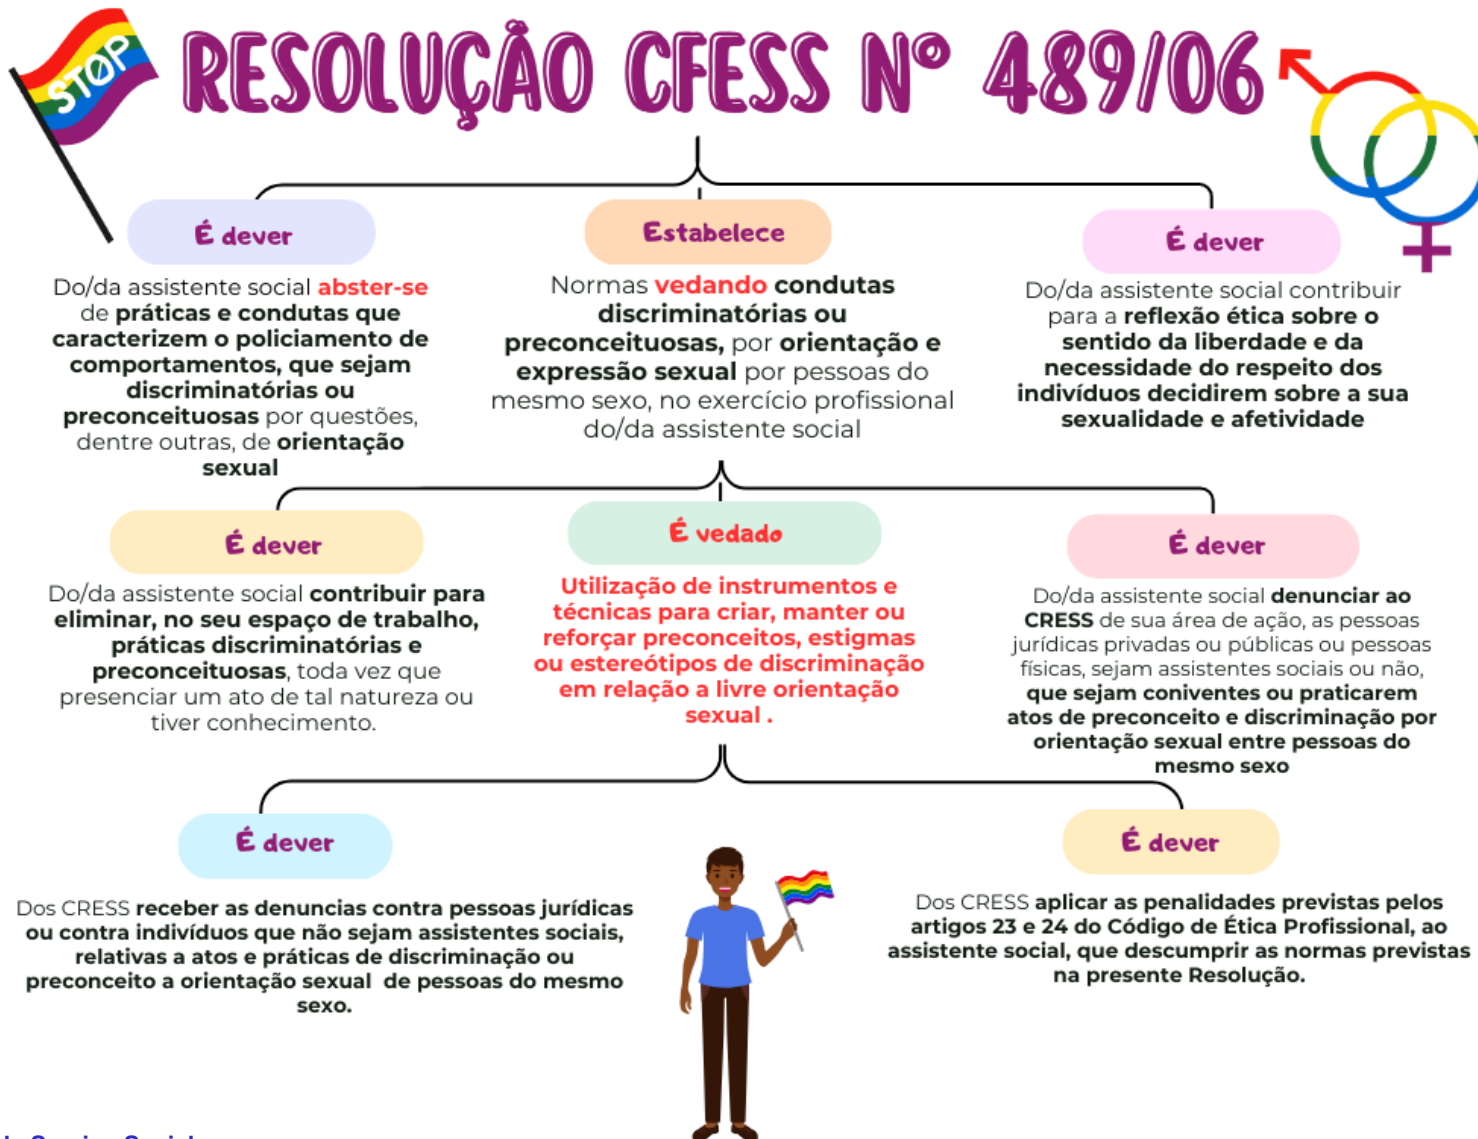 STOP
RESOLUÇÃO CFESS Nº 489/06
É dever
Do/da assistente social abster-se
de práticas e condutas que
caracterizem o policiamento de
comportamentos, que sejam
discriminatórias ou
preconceituosas por questões,
dentre outras, de orientação
sexual
Estabelece
Normas vedando condutas
discriminatórias ou
preconceituosas, por orientação e
expressão sexual por pessoas do
mesmo sexo, no exercício profissional
do/da assistente social
É dever
Do/da assistente social contribuir
para a reflexão ética sobre o
sentido da liberdade e da
necessidade do respeito dos
indivíduos decidirem sobre a sua
sexualidade e afetividade
É dever
Do/da assistente social contribuir para
eliminar, no seu espaço de trabalho,
práticas discriminatórias e
preconceituosas, toda vez que
presenciar um ato de tal natureza ou
tiver conhecimento.
É vedado
Utilização de instrumentos e
técnicas para criar, manter ou
reforçar preconceitos, estigmas
ou estereótipos de discriminação
em relação a livre orientação
sexual .
É dever
Do/da assistente social denunciar ao
CRESS de sua área de ação, as pessoas
jurídicas privadas ou públicas ou pessoas
físicas, sejam assistentes sociais ou não,
que sejam coniventes ou praticarem
atos de preconceito e discriminação por
orientação sexual entre pessoas do
mesmo sexo
É dever
Dos CRESS receber as denuncias contra pessoas jurídicas
ou contra indivíduos que não sejam assistentes sociais,
relativas a atos e práticas de discriminação ou
preconceito a orientação sexual de pessoas do mesmo
sexo.
É dever
Dos CRESS aplicar as penalidades previstas pelos
artigos 23 e 24 do Código de Ética Profissional, ao
assistente social, que descumprir as normas previstas
na presente Resolução.